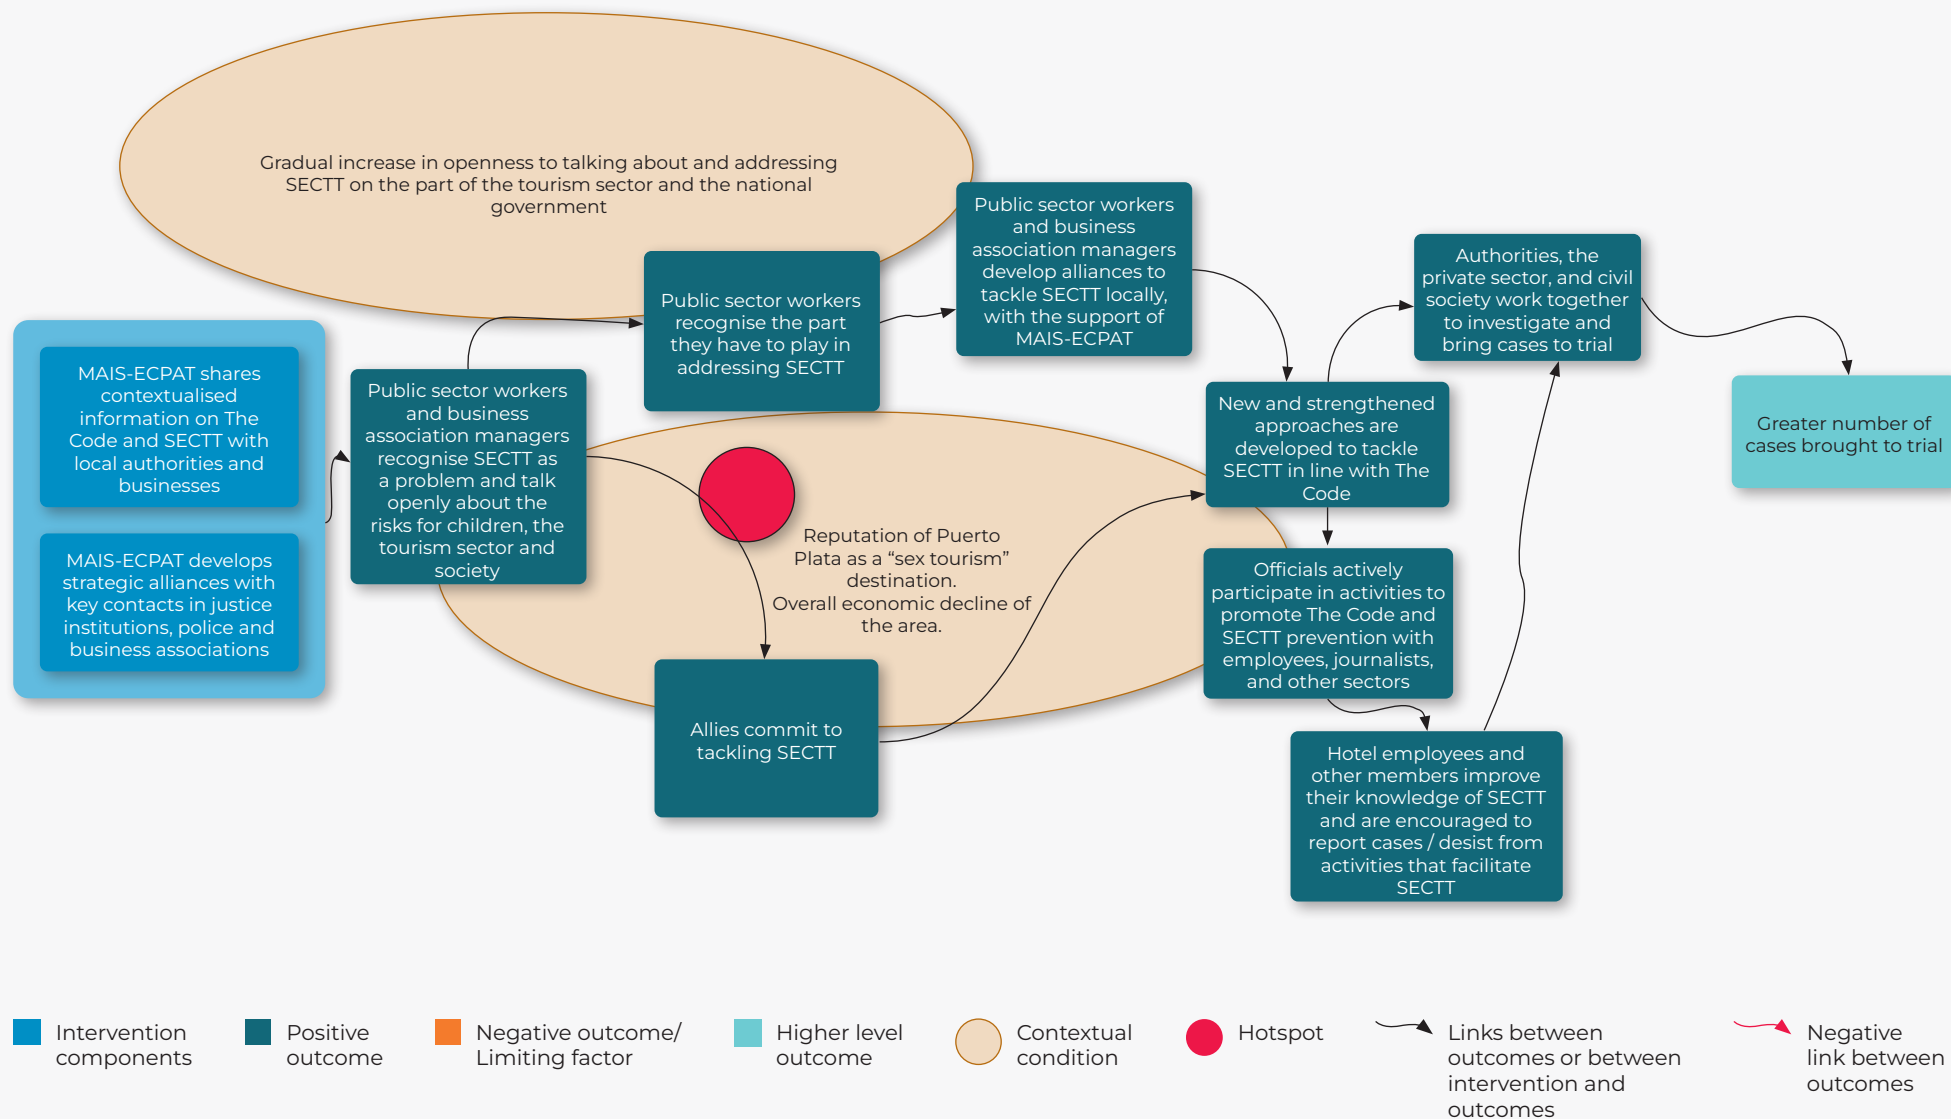 Gradual increase in openness to talking about and addressing
SECTT on the part of the tourism sector and the national
government
MAIS-ECPAT shares
contextualised
information on The
Code and SECTT with
local authorities and
businesses
MAIS-ECPAT develops
strategic alliances with
key contacts in justice
institutions, police and
business associations
Public sector workers
and business
association managers
recognise SECTT as
a problem and talk
openly about the
risks for children, the
tourism sector and
society
Public sector workers
recognise the part
they have to play in
addressing SECTT
Public sector workers
and business
association managers
develop alliances to
tackle SECTT locally,
with the support of
MAIS-ECPAT
Reputation of Puerto
Plata as a “sex tourism”
destination.
Overall economic decline of
the area.
Allies commit to
tackling SECTT
New and strengthened
approaches are
developed to tackle
SECTT in line with The
Code
Officials actively
participate in activities to
promote The Code and
SECTT prevention with
employees, journalists,
and other sectors
Hotel employees and
other members improve
their knowledge of SECTT
and are encouraged to
report cases / desist from
activities that facilitate
SECTT
Authorities, the
private sector, and civil
society work together
to investigate and
bring cases to trial
Greater number of
cases brought to trial
Intervention
components
Positive
outcome
Negative outcome/
Limiting factor
Higher level
outcome
Contextual
condition
Hotspot
Links between
outcomes or between
intervention and
outcomes
Negative
link between
outcomes